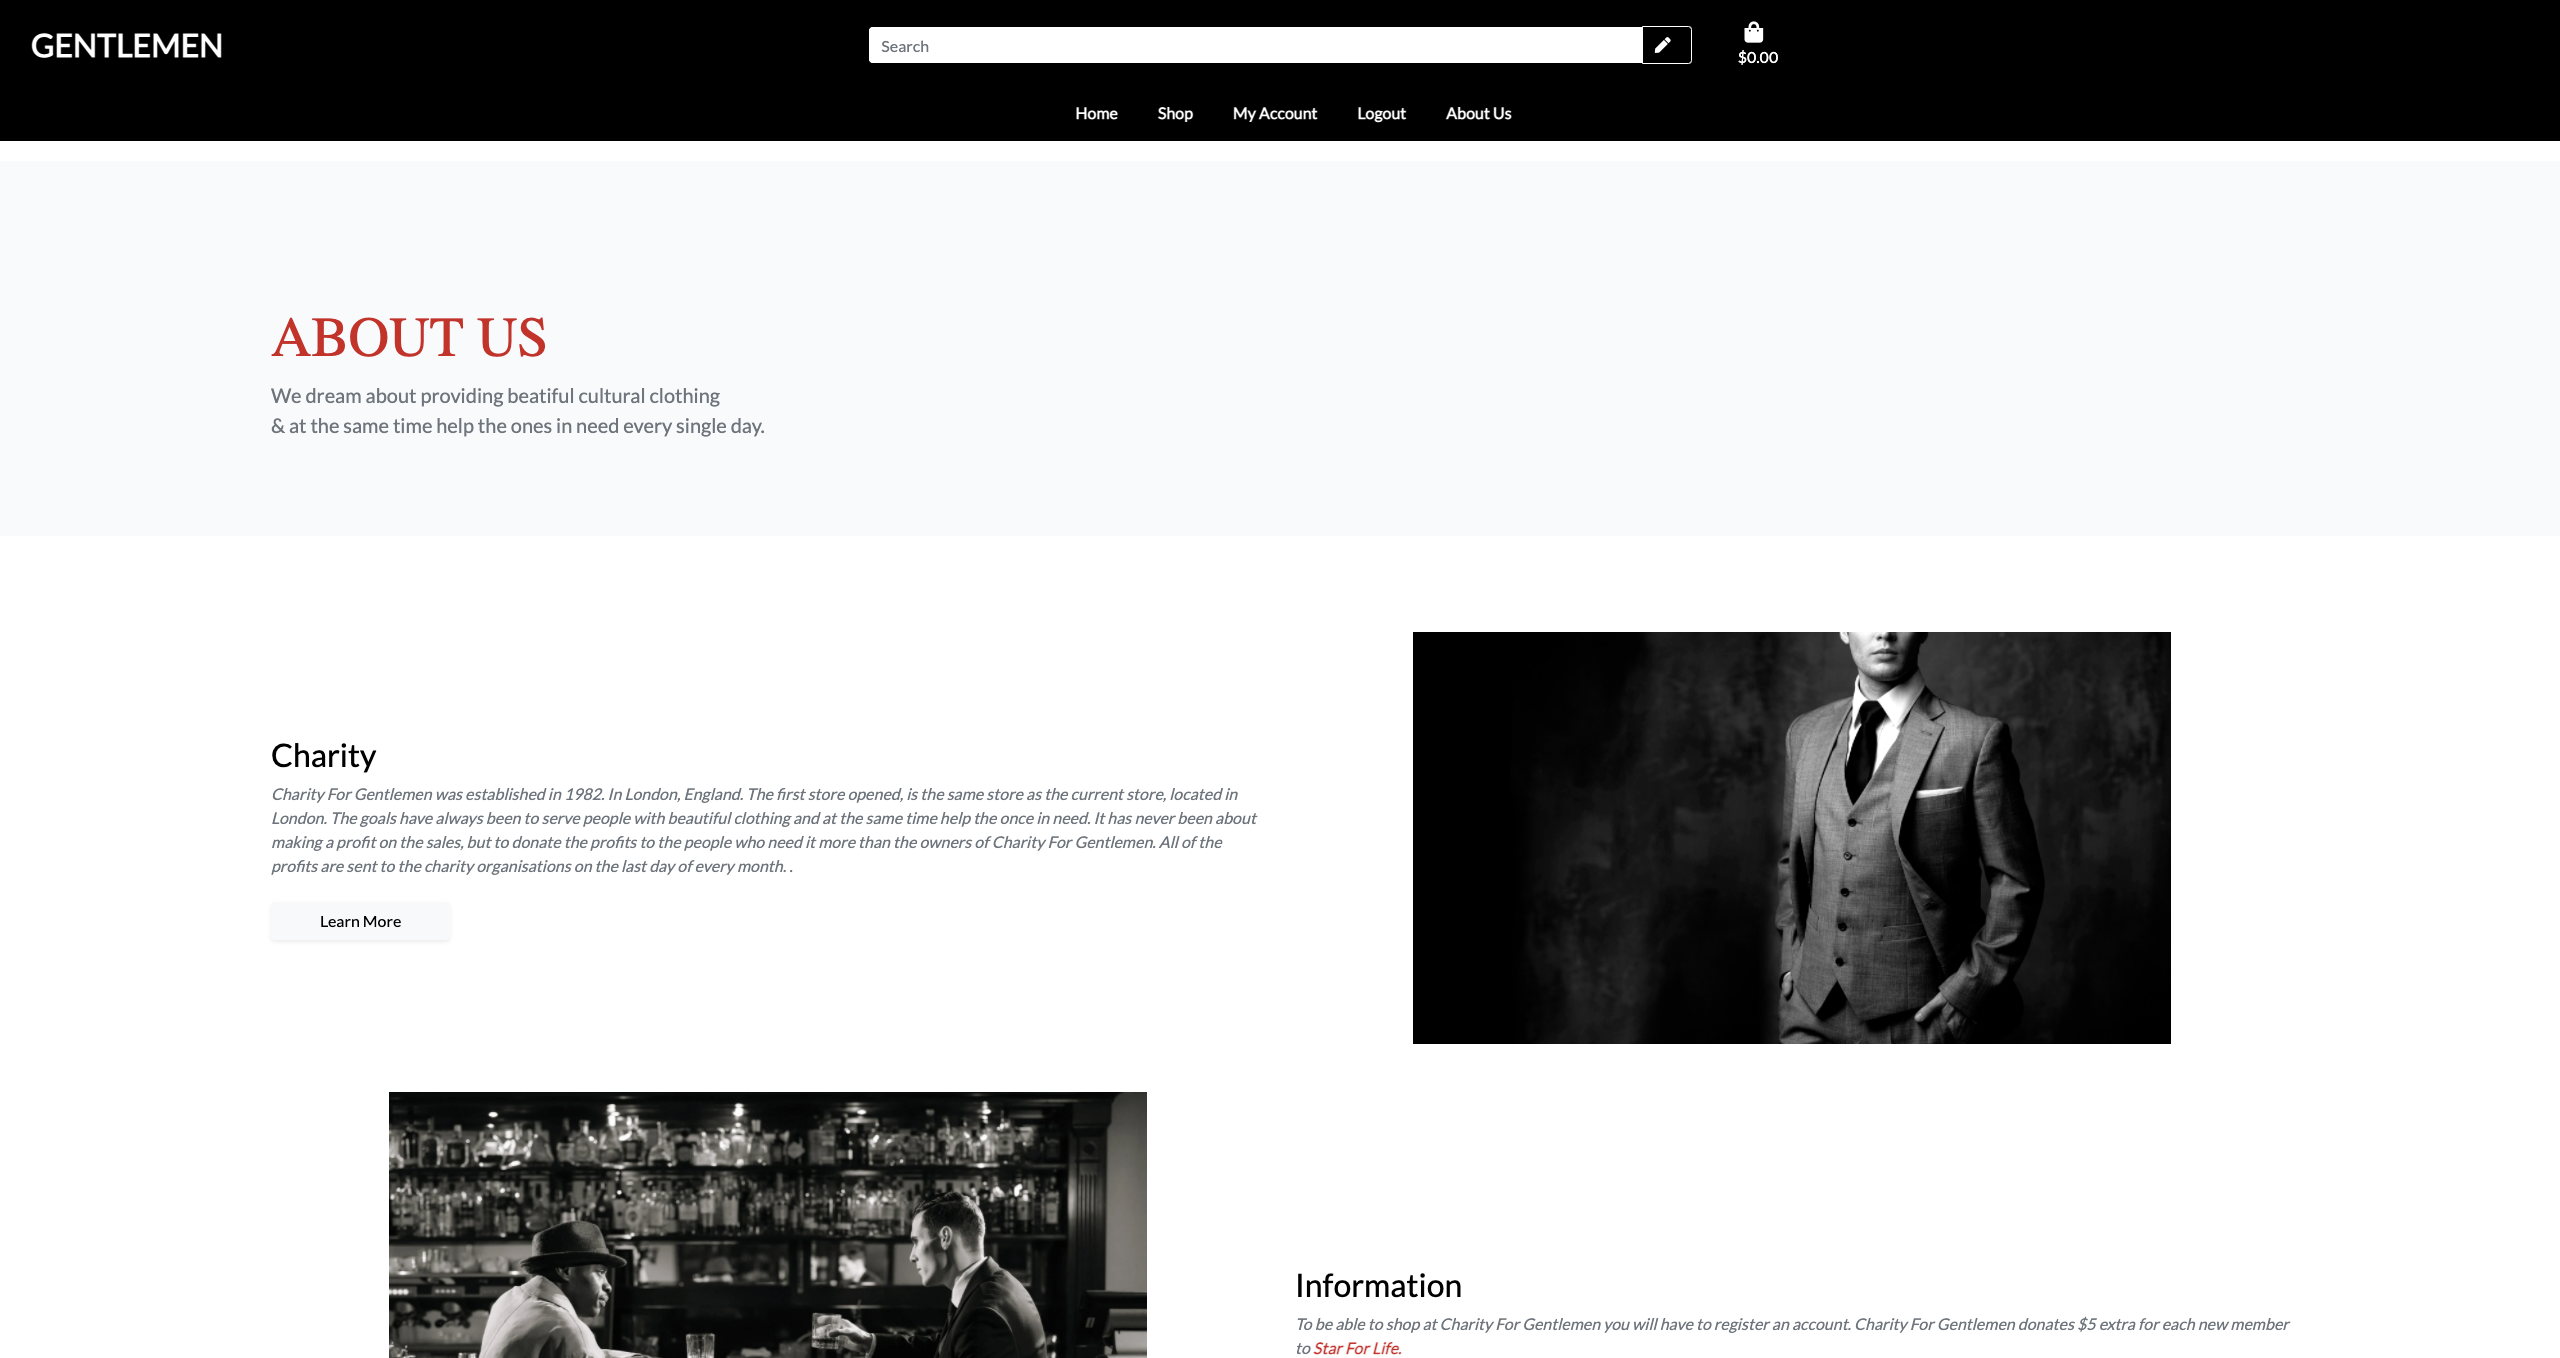 GENTLEMEN
Search
$0.00
Home Shop My Account Logout About Us
ABOUT US
We dream about providing beatiful cultural clothing
& at the same time help the ones in need every single day.
Charity
Charity For Gentlemen was established in 1982. In London, England. The first store opened, is the same store as the current store, located in
London. The goals have always been to serve people with beautiful clothing and at the same time help the once in need. It has never been about
making a profit on the sales, but to donate the profits to the people who need it more than the owners of Charity For Gentlemen. All of the
profits are sent to the charity organisations on the last day of every month. .
Learn More
Information
To be able to shop at Charity For Gentlemen you will have to register an account. Charity For Gentlemen donates $5 extra for each new member
to Star For Life.